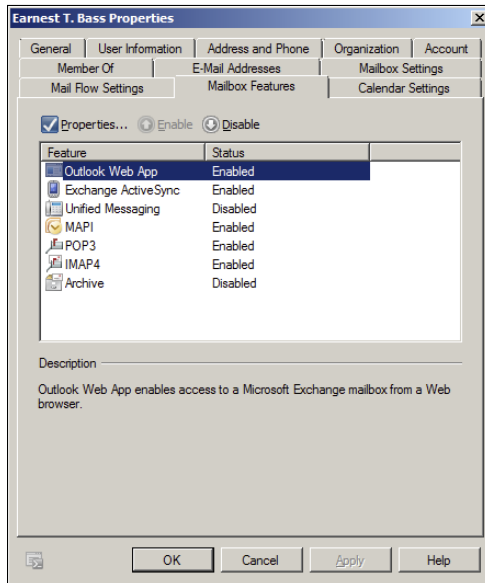 Earnest T. Bass Properties
General User Information Address and Phone Organization Account
Member Of E-Mail Addresses Mailbox Settings
Mail Flow Settings Mailbox Features Calendar Settings
Properties... Enable Disable
Feature Status
Outlook Web App Enabled
Exchange ActiveSync Enabled
Unified Messaging Disabled
MAPI Enabled
POP3 Enabled
IMAP4 Enabled
Archive Disabled
Description
Outlook Web App enables access to a Microsoft Exchange mailbox from a Web
browser.
OK Cancel Apply Help